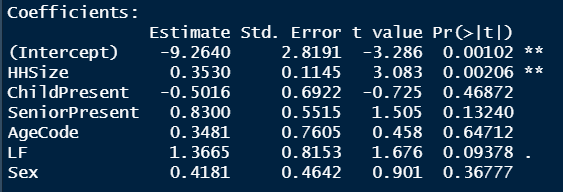 Coefficients:
Estimate Std. Error t value Pr(>|t|)
(Intercept) -9.2640 2.8191 -3.286 0.00102 **
HHSize 0.3530 0.1145 3.083 0.00206 **
ChildPresent -0.5016 0.6922 -0.725 0.46872
SeniorPresent 0.8300 0.5515 1.505 0.13240
AgeCode 0.3481 0.7605 0.458 0.64712
LF 1.3665 0.8153 1.676 0.09378 .
Sex 0.4181 0.4642 0.901 0.36777